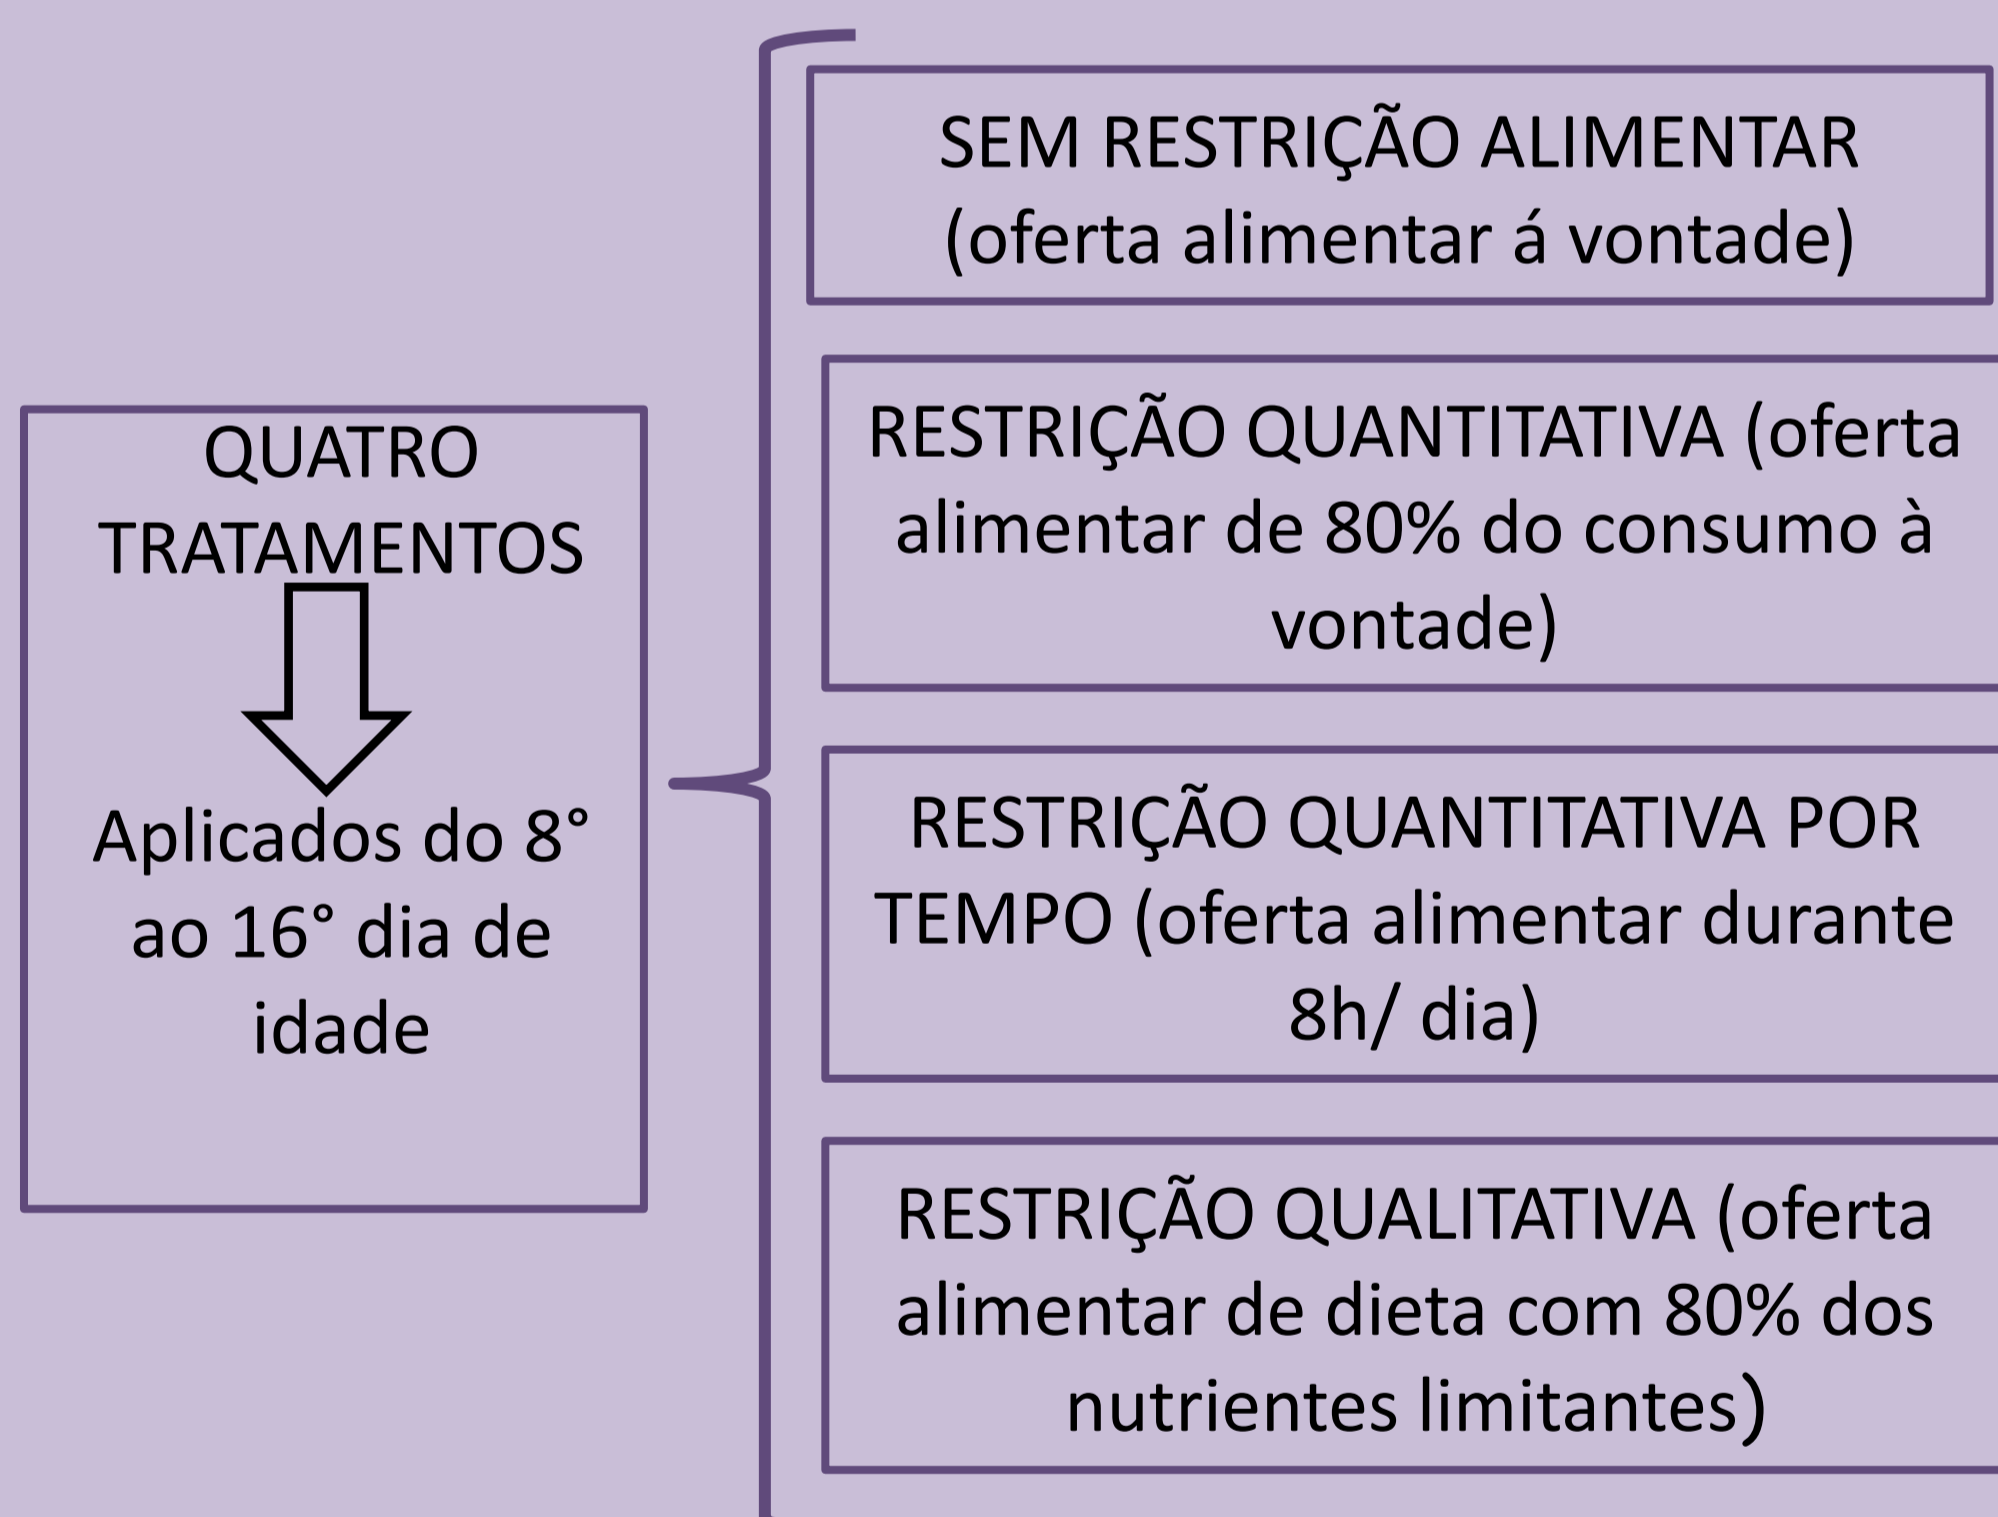 QUATRO
TRATAMENTOS
Aplicados do 8°
ao 16° dia de
idade
SEM RESTRIÇÃO ALIMENTAR
(oferta alimentar á vontade)
RESTRIÇÃO QUANTITATIVA (oferta
alimentar de 80% do consumo à
vontade)
RESTRIÇÃO QUANTITATIVA POR
TEMPO (oferta alimentar durante
8h/ dia)
RESTRIÇÃO QUALITATIVA (oferta
alimentar de dieta com 80% dos
nutrientes limitantes)